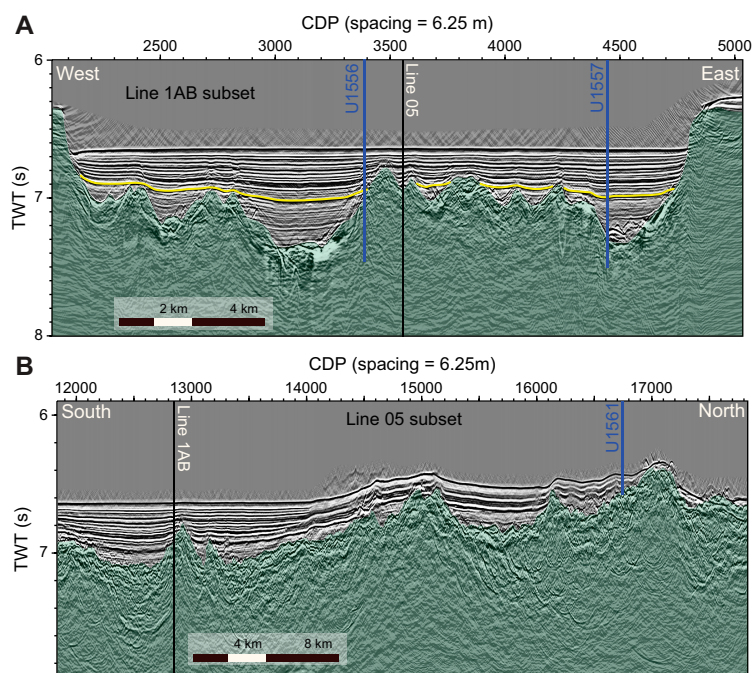 A
CDP (spacing = 6.25 m)
2500 3000 3500 4000 4500 5000
6
West
East
Line 1AB subset
U1556
Line 05
U1557
7
TWT (s)
2 km 4 km
8
B
CDP (spacing = 6.25m)
12000 13000 14000 15000 16000 17000
6
South
North
Line 1AB
Line 05 subset
U1561
7
TWT (s)
4 km 8 km